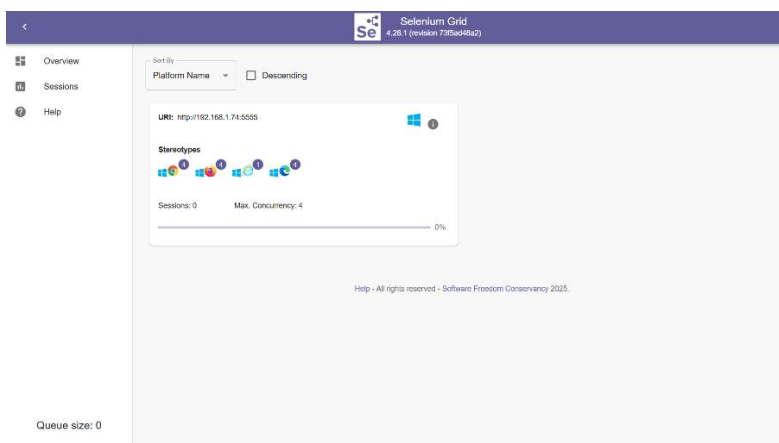 Selenium Grid
Se
4.28.1 (revision 73f5ad48a2)
Overview
Sessions
Help
Sort By
Platform Name
Descending
URI: http://192.168.1.74:5555
Stereotypes
4
4
1
4
Sessions: 0
Max. Concurrency: 4
0%
Help - All rights reserved - Software Freedom Conservancy 2025.
Queue size: 0